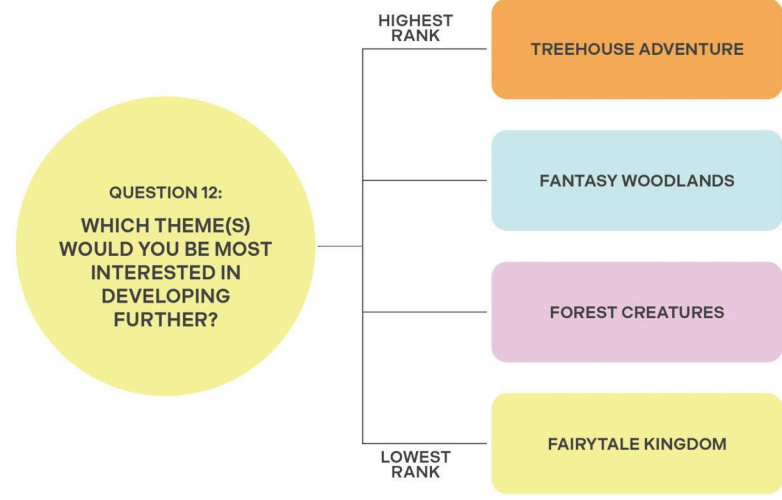 QUESTION 12:
WHICH THEME(S)
WOULD YOU BE MOST
INTERESTED IN
DEVELOPING
FURTHER?
HIGHEST
RANK
TREEHOUSE ADVENTURE
FANTASY WOODLANDS
FOREST CREATURES
LOWEST
RANK
FAIRYTALE KINGDOM